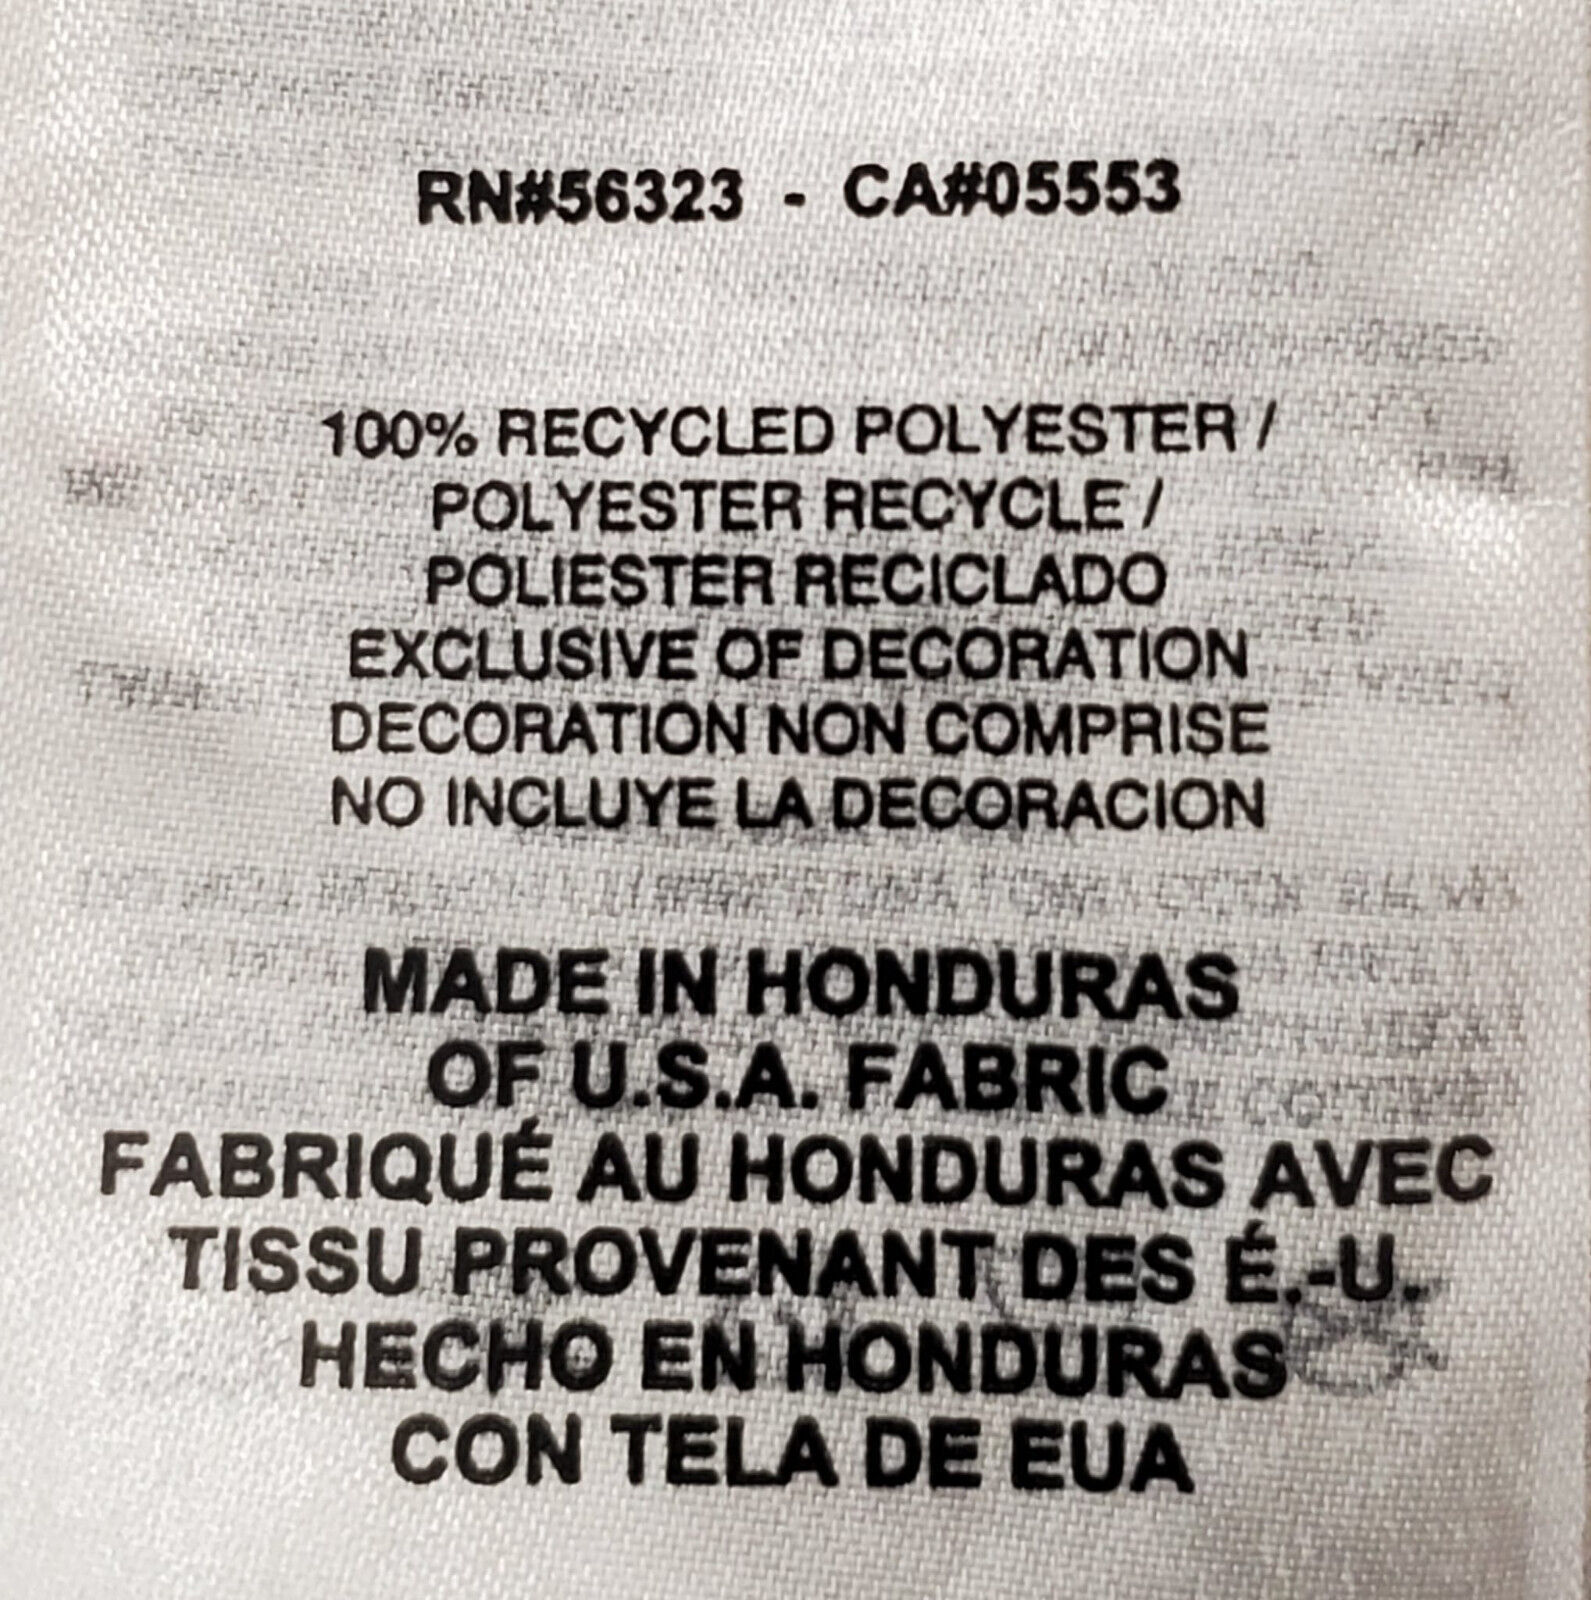 RN#56323 - CA#05553
100% RECYCLED POLYESTER /
POLYESTER RECYCLE /
POLIESTER RECICLADO
EXCLUSIVE OF DECORATION
DECORATION NON COMPRISE
NO INCLUYE LA DECORACION
MADE IN HONDURAS
OF U.S.A. FABRIC
FABRIQUÉ AU HONDURAS AVEC
TISSU PROVENANT DES É.-U.
HECHO EN HONDURAS
CON TELA DE EUA